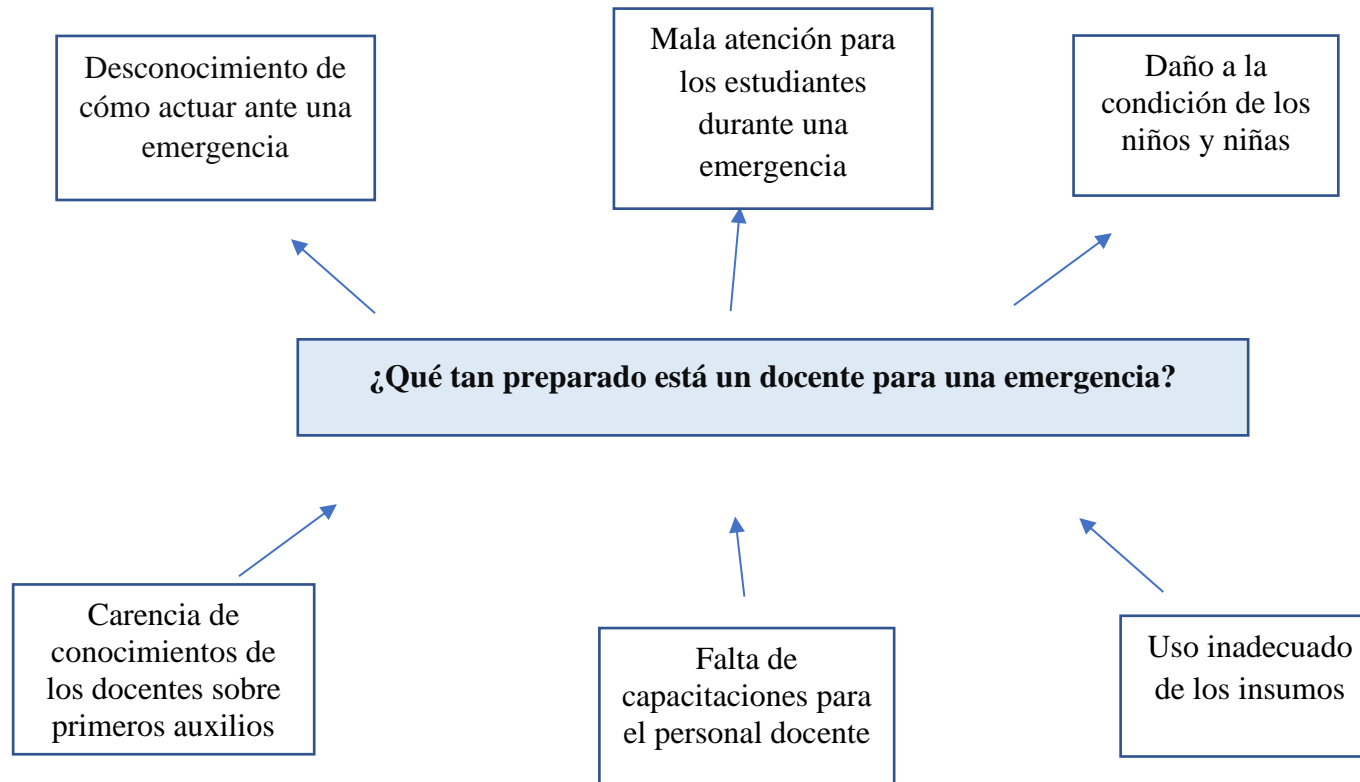 Desconocimiento de
cómo actuar ante una
emergencia
Mala atención para
los estudiantes
durante una
emergencia
Daño a la
condición de los
niños y niñas
¿Qué tan preparado está un docente para una emergencia?
Carencia de
conocimientos de
los docentes sobre
primeros auxilios
Falta de
capacitaciones para
el personal docente
Uso inadecuado
de los insumos